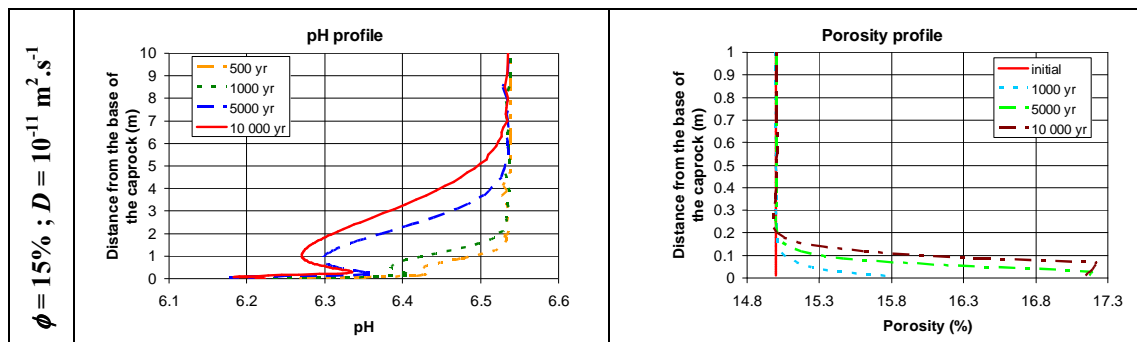 ϕ = 15% ; D = 10⁻¹¹ m².s⁻¹
pH profile
Distance from the base of
the caprock (m)
10
9
8
7
6
5
4
3
2
1
0
500 yr
1000 yr
5000 yr
10 000 yr
6.1 6.2 6.3 6.4 6.5 6.6
pH
Porosity profile
Distance from the base of
the caprock (m)
1
0.9
0.8
0.7
0.6
0.5
0.4
0.3
0.2
0.1
0
initial
1000 yr
5000 yr
10 000 yr
14.8 15.3 15.8 16.3 16.8 17.3
Porosity (%)